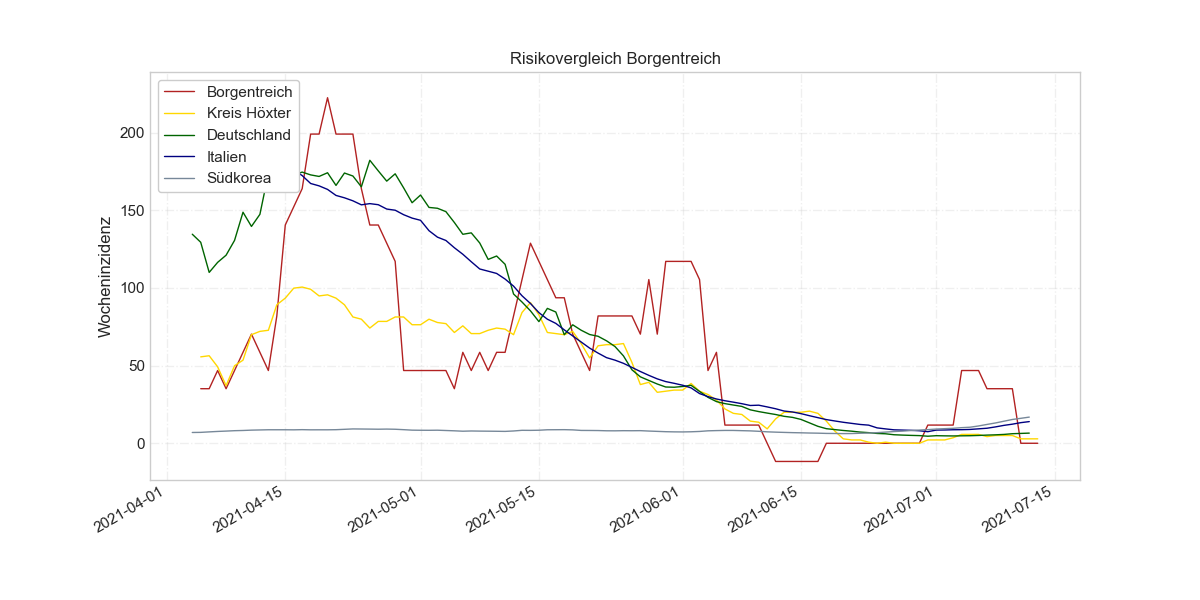 Risikovergleich Borgentreich
Borgentreich
Kreis Höxter
Deutschland
Italien
Südkorea
Wocheninzidenz
200
150
100
50
0
2021-04-01
2021-04-15
2021-05-01
2021-05-15
2021-06-01
2021-06-15
2021-07-01
2021-07-15